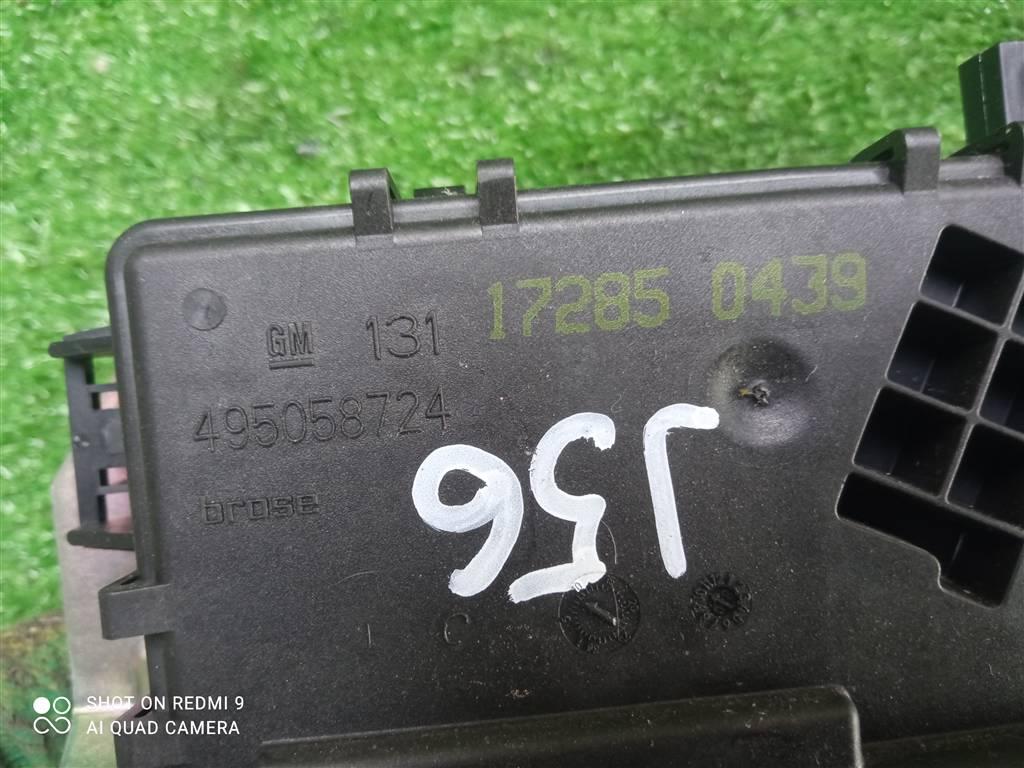 GM 131 17285 0439
495058724
brose
J56
I C
SHOT ON REDMI 9
AI QUAD CAMERA